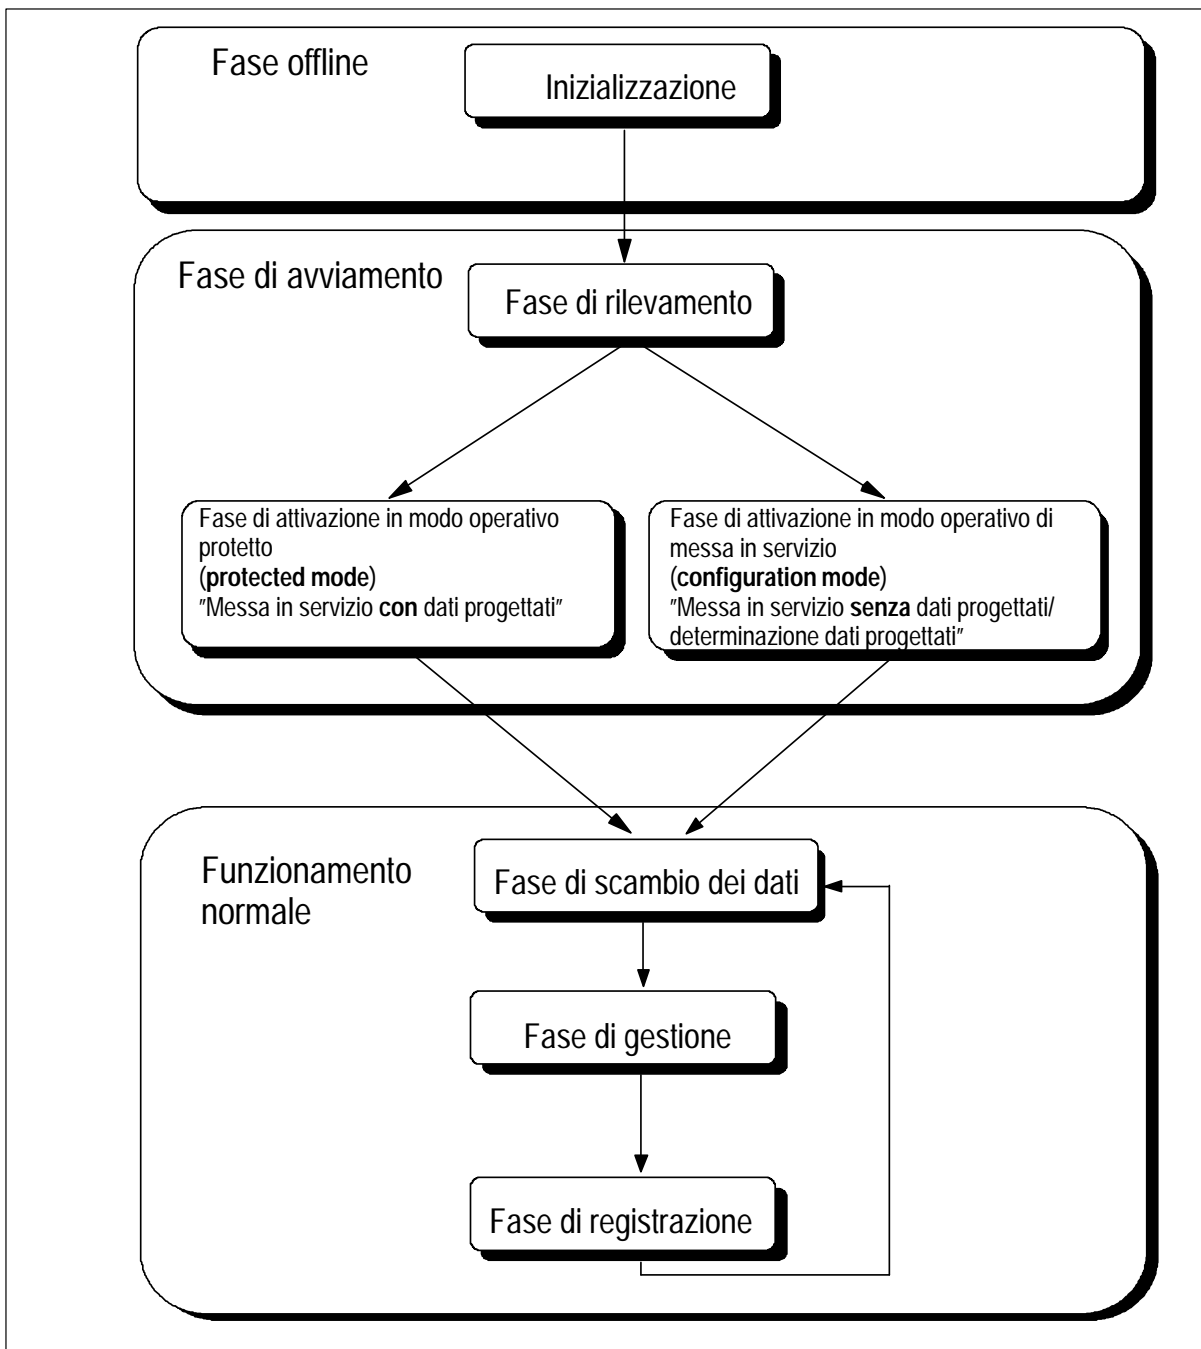 Fase offline
Inizializzazione
Fase di avviamento
Fase di rilevamento
Fase di attivazione in modo operativo
protetto
(protected mode)
"Messa in servizio con dati progettati"
Fase di attivazione in modo operativo di
messa in servizio
(configuration mode)
"Messa in servizio senza dati progettati/
determinazione dati progettati"
Funzionamento
normale
Fase di scambio dei dati
Fase di gestione
Fase di registrazione